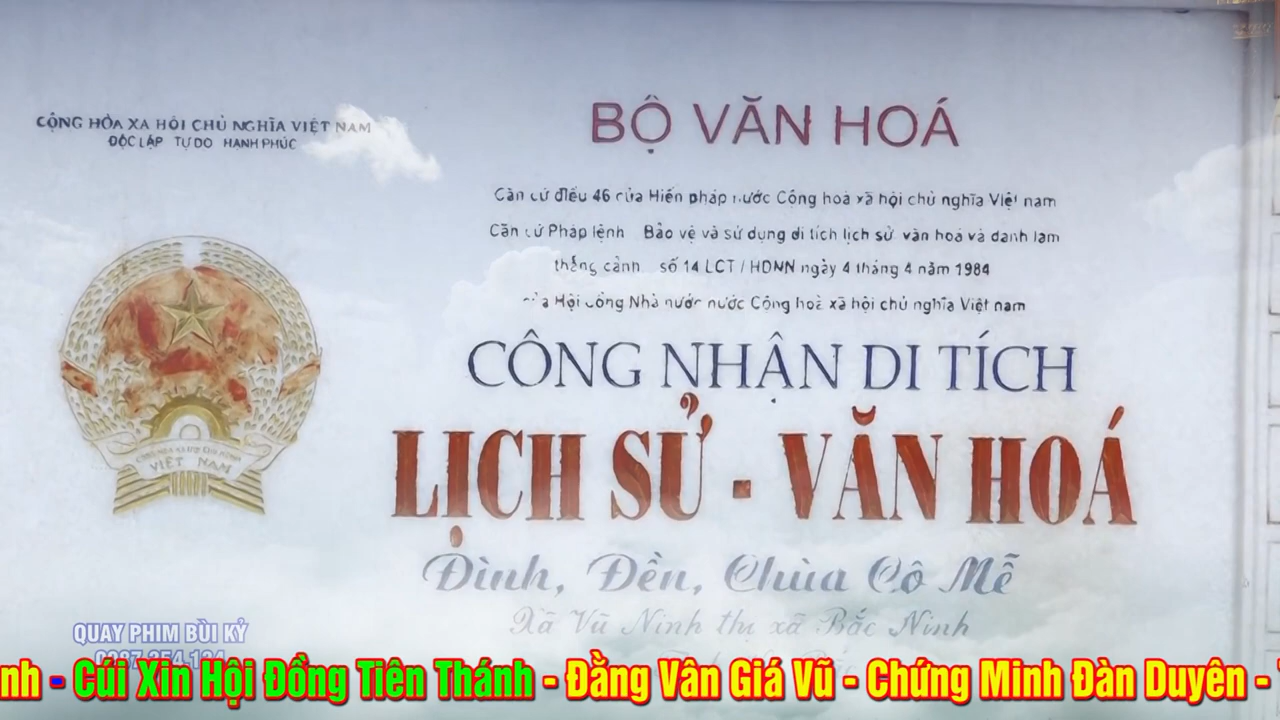 CỘNG HÒA XA HỘI CHỦ NGHĨA VIỆT NAM
ĐỘC LẬP TỰ DO HẠNH PHÚC
BỘ VĂN HOÁ
Căn cứ điều 46 của Hiến pháp nước Cộng hoà xã hội chủ nghĩa Việt nam
Căn cứ Pháp lệnh Bảo vệ và sử dụng di tích lịch sử văn hoá và danh lam
thắng cảnh số 14 LCT / HDNN ngày 4 tháng 4 năm 1984
của Hội đồng Nhà nước nước Cộng hoà xã hội chủ nghĩa Việt nam
CÔNG NHẬN DI TÍCH
LỊCH SỬ - VĂN HOÁ
Đình, Đền, Chùa Cô Mễ
Xã Vũ Ninh thị xã Bắc Ninh
VIỆT NAM
QUAY PHIM BÙI KỶ
nh - Cúi Xin Hội Đồng Tiên Thánh - Đằng Vân Giá Vũ - Chứng Minh Đàn Duyên -